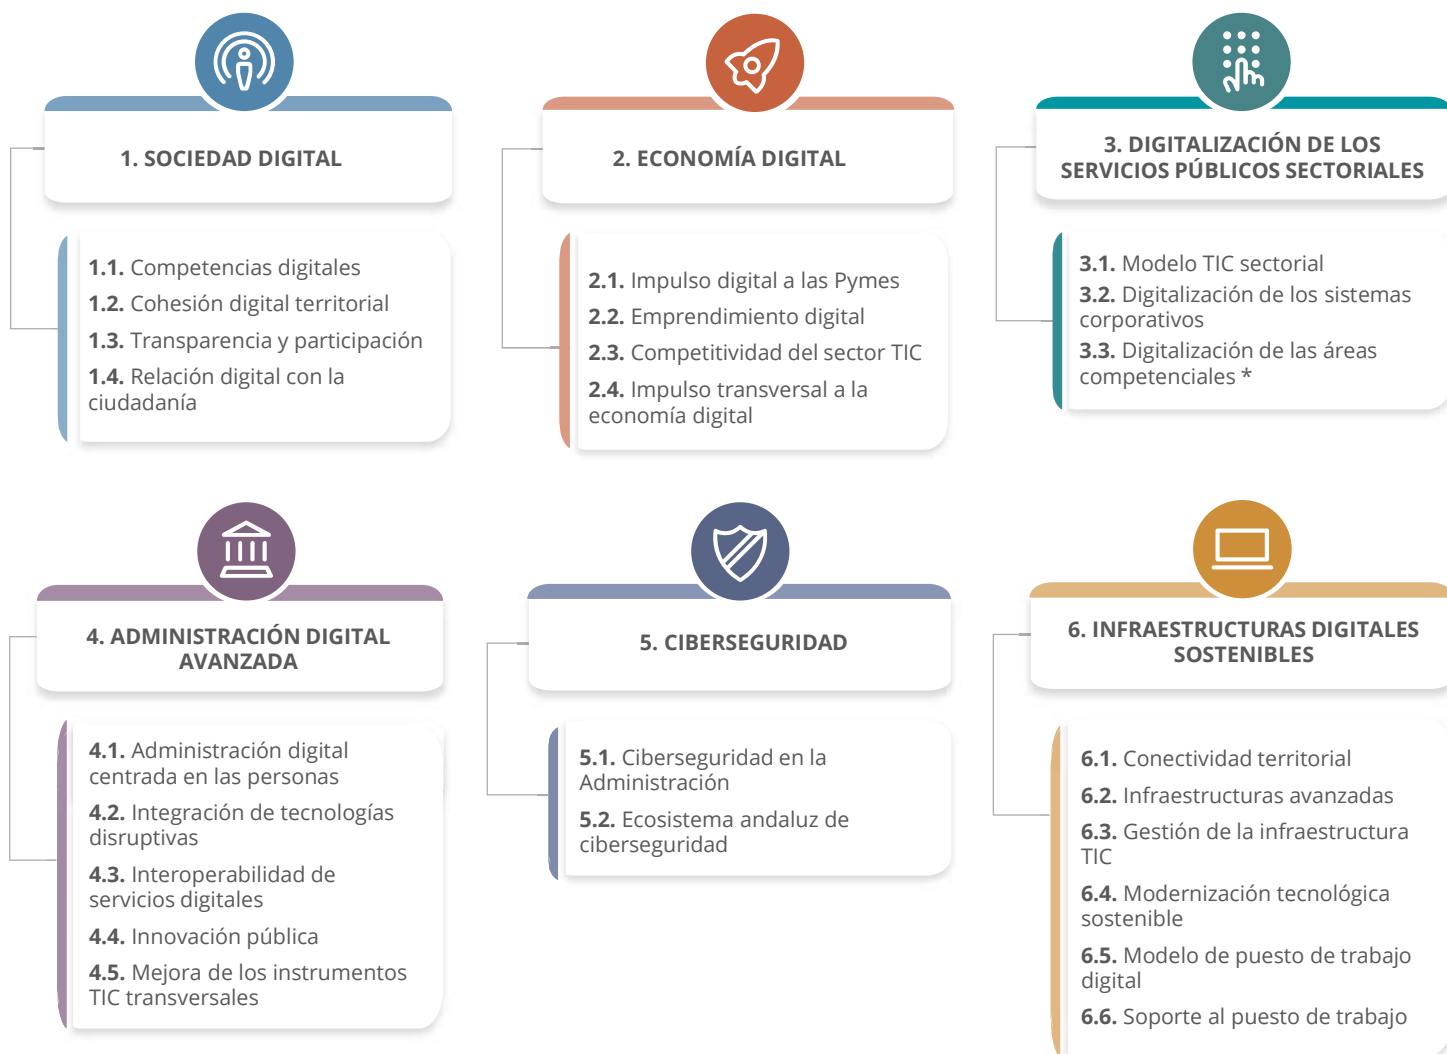 1. SOCIEDAD DIGITAL
1.1. Competencias digitales
1.2. Cohesión digital territorial
1.3. Transparencia y participación
1.4. Relación digital con la
ciudadanía
2. ECONOMÍA DIGITAL
2.1. Impulso digital a las Pymes
2.2. Emprendimiento digital
2.3. Competitividad del sector TIC
2.4. Impulso transversal a la
economía digital
3. DIGITALIZACIÓN DE LOS
SERVICIOS PÚBLICOS SECTORIALES
3.1. Modelo TIC sectorial
3.2. Digitalización de los sistemas
corporativos
3.3. Digitalización de las áreas
competenciales *
4. ADMINISTRACIÓN DIGITAL
AVANZADA
4.1. Administración digital
centrada en las personas
4.2. Integración de tecnologías
disruptivas
4.3. Interoperabilidad de
servicios digitales
4.4. Innovación pública
4.5. Mejora de los instrumentos
TIC transversales
5. CIBERSEGURIDAD
5.1. Ciberseguridad en la
Administración
5.2. Ecosistema andaluz de
ciberseguridad
6. INFRAESTRUCTURAS DIGITALES
SOSTENIBLES
6.1. Conectividad territorial
6.2. Infraestructuras avanzadas
6.3. Gestión de la infraestructura
TIC
6.4. Modernización tecnológica
sostenible
6.5. Modelo de puesto de trabajo
digital
6.6. Soporte al puesto de trabajo